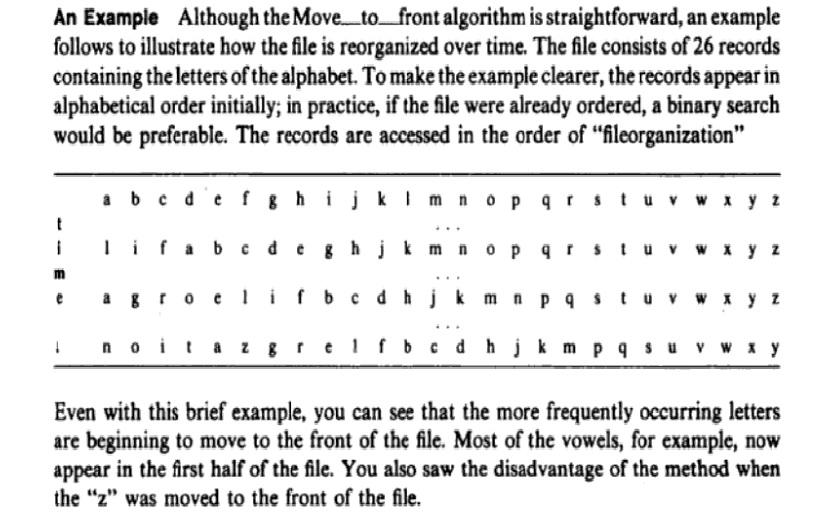 An Example Although the Move_to_front algorithm is straightforward, an example
follows to illustrate how the file is reorganized over time. The file consists of 26 records
containing the letters of the alphabet. To make the example clearer, the records appear in
alphabetical order initially; in practice, if the file were already ordered, a binary search
would be preferable. The records are accessed in the order of “fileorganization”
a b c d e f g h i j k l m n o p q r s t u v w x y z
t ...
i l i f a b c d e g h j k m n o p q r s t u v w x y z
m ...
e a g r o e l i f b c d h j k m n p q s t u v w x y z
...
↓ n o i t a z g r e l f b c d h j k m p q s u v w x y
Even with this brief example, you can see that the more frequently occurring letters
are beginning to move to the front of the file. Most of the vowels, for example, now
appear in the first half of the file. You also saw the disadvantage of the method when
the “z” was moved to the front of the file.